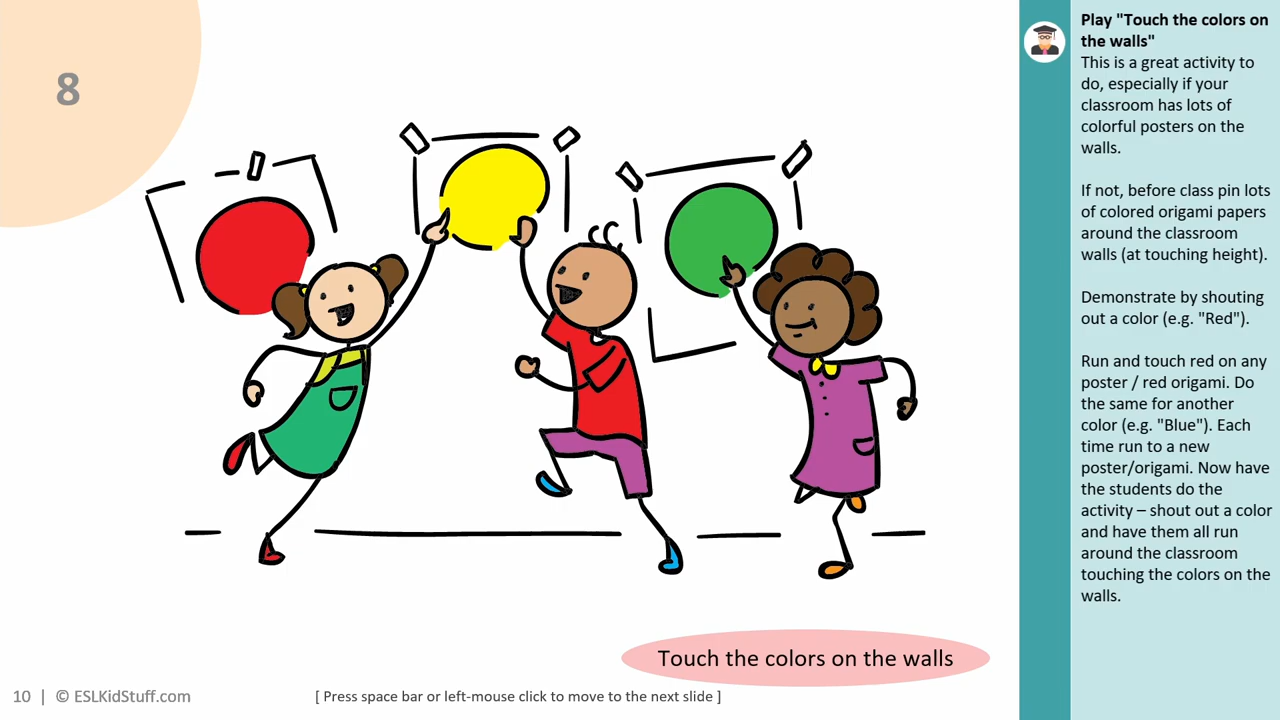 8
Touch the colors on the walls
10 | © ESLKidStuff.com
[ Press space bar or left-mouse click to move to the next slide ]
Play "Touch the colors on
the walls"
This is a great activity to
do, especially if your
classroom has lots of
colorful posters on the
walls.
If not, before class pin lots
of colored origami papers
around the classroom
walls (at touching height).
Demonstrate by shouting
out a color (e.g. "Red").
Run and touch red on any
poster / red origami. Do
the same for another
color (e.g. "Blue"). Each
time run to a new
poster/origami. Now have
the students do the
activity – shout out a color
and have them all run
around the classroom
touching the colors on the
walls.